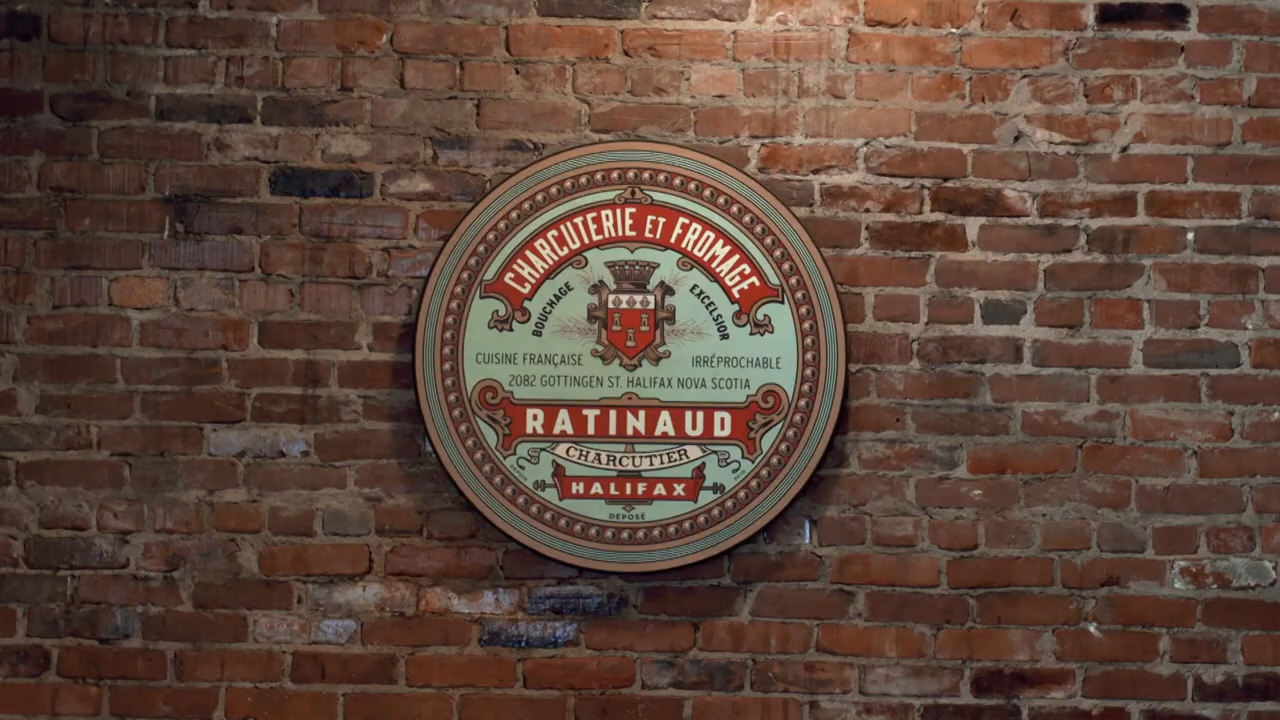 CHARCUTERIE ET FROMAGE
BOUCHAGE EXCELSIOR
CUISINE FRANÇAISE IRRÉPROCHABLE
2082 GOTTINGEN ST. HALIFAX NOVA SCOTIA
RATINAUD
CHARCUTIER
HALIFAX
DÉPOSÉ